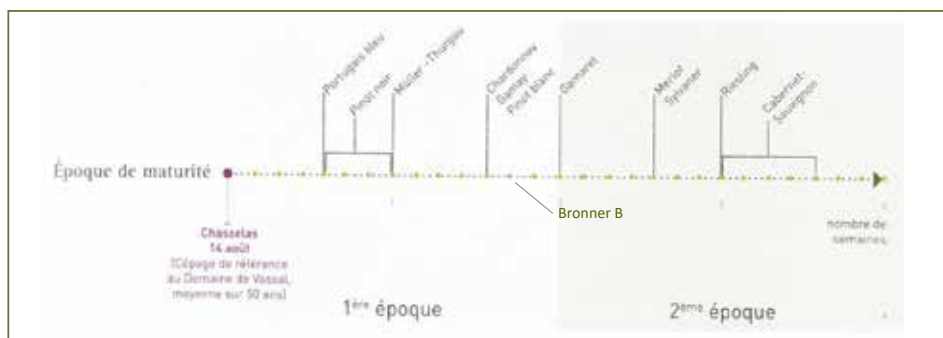 Portugais bleu
Pinot noir
Müller-Thurgau
Chardonnay
Gamay
Pinot blanc
Gamaret
Merlot
Sylvaner
Riesling
Cabernet-
Sauvignon
Époque de maturité
Bronner B
Chasselas
14 août
(Cépage de référence
au Domaine de Vassal,
moyenne sur 50 ans)
nombre de
semaines
1ère époque
2ème époque